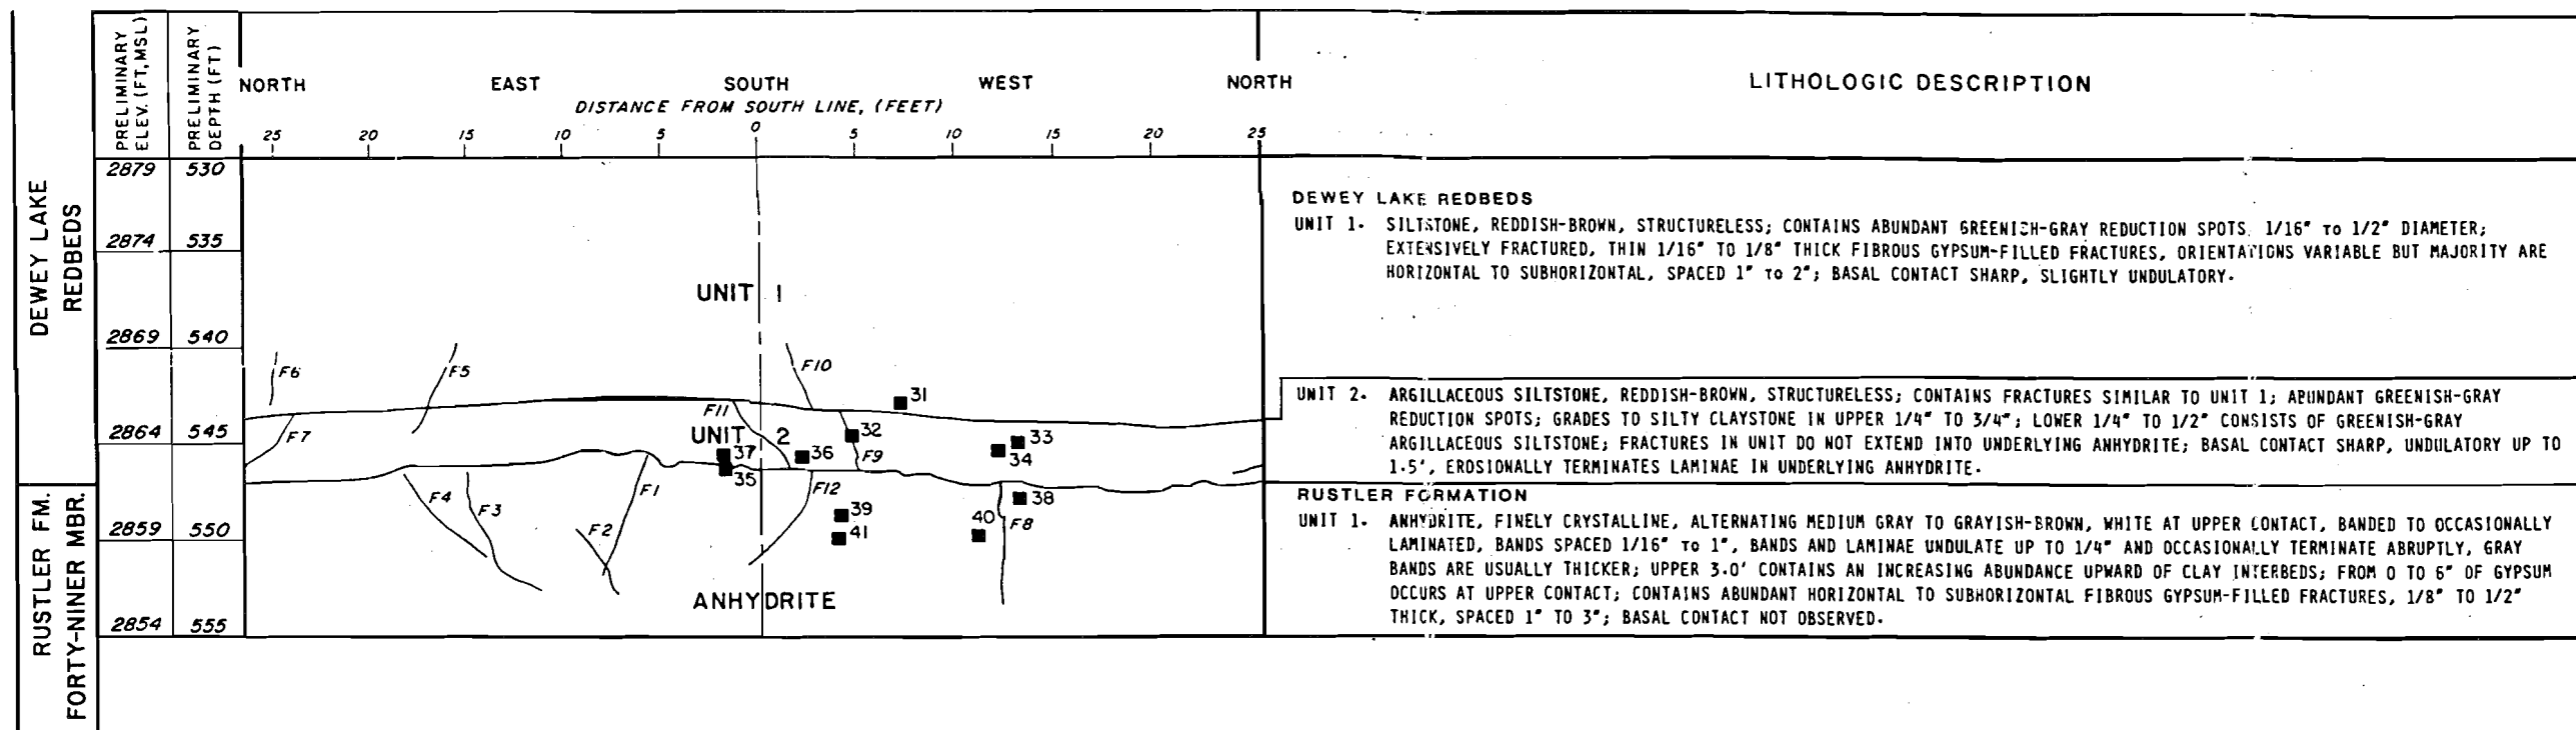 PRELIMINARY
ELEV. (FT, MSL)
PRELIMINARY
DEPTH (FT)
NORTH EAST SOUTH WEST NORTH
DISTANCE FROM SOUTH LINE, (FEET)
25 20 15 10 5 0 5 10 15 20 25
LITHOLOGIC DESCRIPTION
DEWEY LAKE
REDBEDS
RUSTLER FM.
FORTY-NINER MBR.
2879 530
2874 535
2869 540
2864 545
2859 550
2854 555
UNIT 1
F6 F5 F10
31
F11
F7 UNIT 2 32 33
37 36 F9 34
35
F4 F3 F1 F12 38
39 40 F8
F2 41
ANHYDRITE
DEWEY LAKE REDBEDS
UNIT 1. SILTSTONE, REDDISH-BROWN, STRUCTURELESS; CONTAINS ABUNDANT GREENISH-GRAY REDUCTION SPOTS, 1/16" TO 1/2" DIAMETER;
EXTENSIVELY FRACTURED, THIN 1/16" TO 1/8" THICK FIBROUS GYPSUM-FILLED FRACTURES, ORIENTATIONS VARIABLE BUT MAJORITY ARE
HORIZONTAL TO SUBHORIZONTAL, SPACED 1" TO 2"; BASAL CONTACT SHARP, SLIGHTLY UNDULATORY.
UNIT 2. ARGILLACEOUS SILTSTONE, REDDISH-BROWN, STRUCTURELESS; CONTAINS FRACTURES SIMILAR TO UNIT 1; ABUNDANT GREENISH-GRAY
REDUCTION SPOTS; GRADES TO SILTY CLAYSTONE IN UPPER 1/4" TO 3/4"; LOWER 1/4" TO 1/2" CONSISTS OF GREENISH-GRAY
ARGILLACEOUS SILTSTONE; FRACTURES IN UNIT DO NOT EXTEND INTO UNDERLYING ANHYDRITE; BASAL CONTACT SHARP, UNDULATORY UP TO
1.5', EROSIONALLY TERMINATES LAMINAE IN UNDERLYING ANHYDRITE.
RUSTLER FORMATION
UNIT 1. ANHYDRITE, FINELY CRYSTALLINE, ALTERNATING MEDIUM GRAY TO GRAYISH-BROWN, WHITE AT UPPER CONTACT, BANDED TO OCCASIONALLY
LAMINATED, BANDS SPACED 1/16" TO 1", BANDS AND LAMINAE UNDULATE UP TO 1/4" AND OCCASIONALLY TERMINATE ABRUPTLY, GRAY
BANDS ARE USUALLY THICKER; UPPER 3.0' CONTAINS AN INCREASING ABUNDANCE UPWARD OF CLAY INTERBEDS; FROM 0 TO 6" OF GYPSUM
OCCURS AT UPPER CONTACT; CONTAINS ABUNDANT HORIZONTAL TO SUBHORIZONTAL FIBROUS GYPSUM-FILLED FRACTURES, 1/8" TO 1/2"
THICK, SPACED 1" TO 3"; BASAL CONTACT NOT OBSERVED.